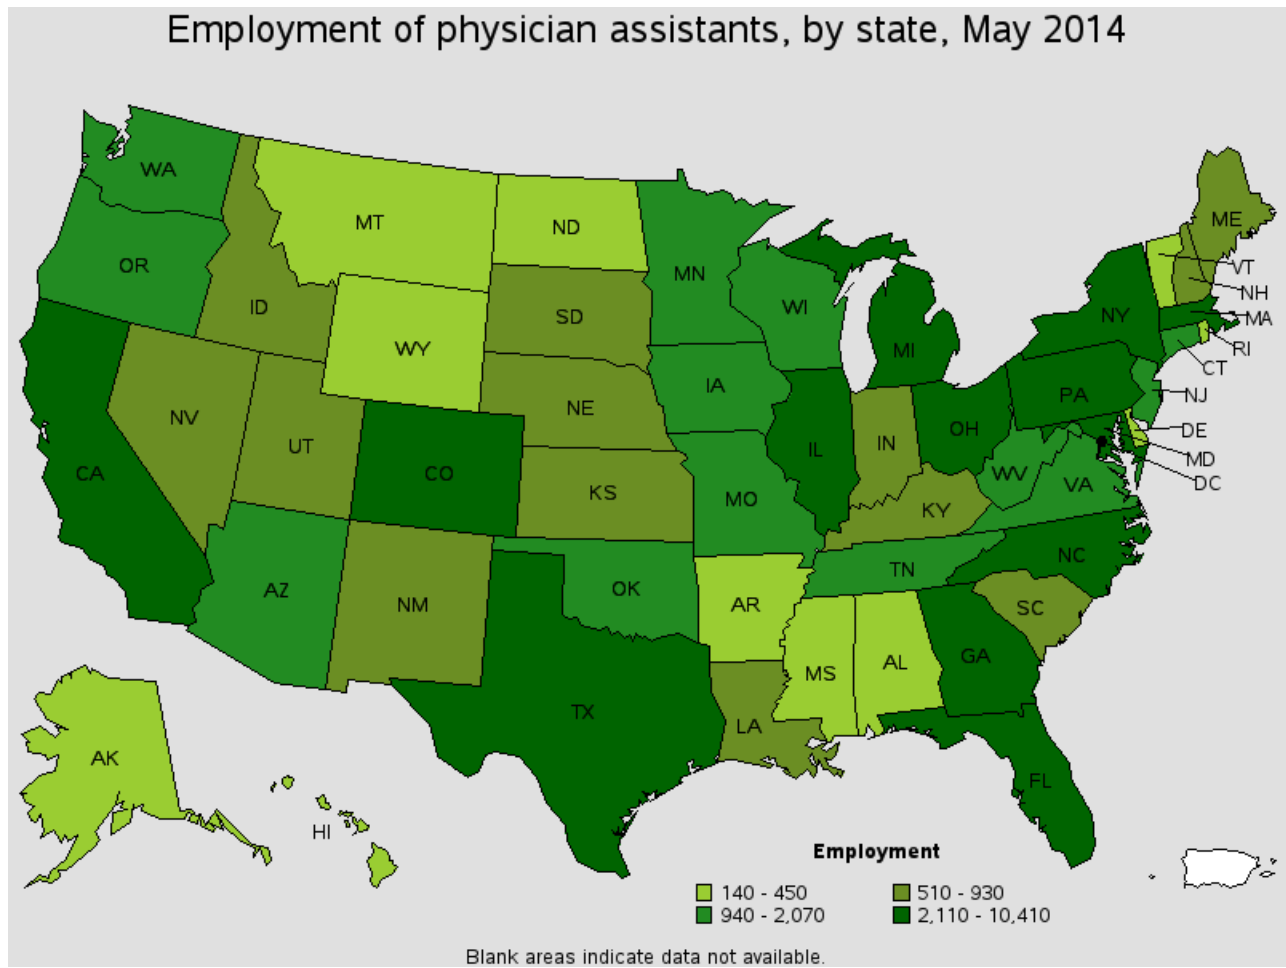 Employment of physician assistants, by state, May 2014
WA
MT
ND
ME
OR
MN
VT
ID
SD
WI
NH
WY
MI
NY
MA
RI
CT
IA
NE
PA
NJ
NV
UT
CO
IL
IN
OH
DE
CA
MD
WV
DC
KS
MO
VA
KY
NC
AZ
OK
TN
NM
AR
SC
MS
AL
GA
TX
LA
AK
FL
HI
Employment
140 - 450 510 - 930
940 - 2,070 2,110 - 10,410
Blank areas indicate data not available.